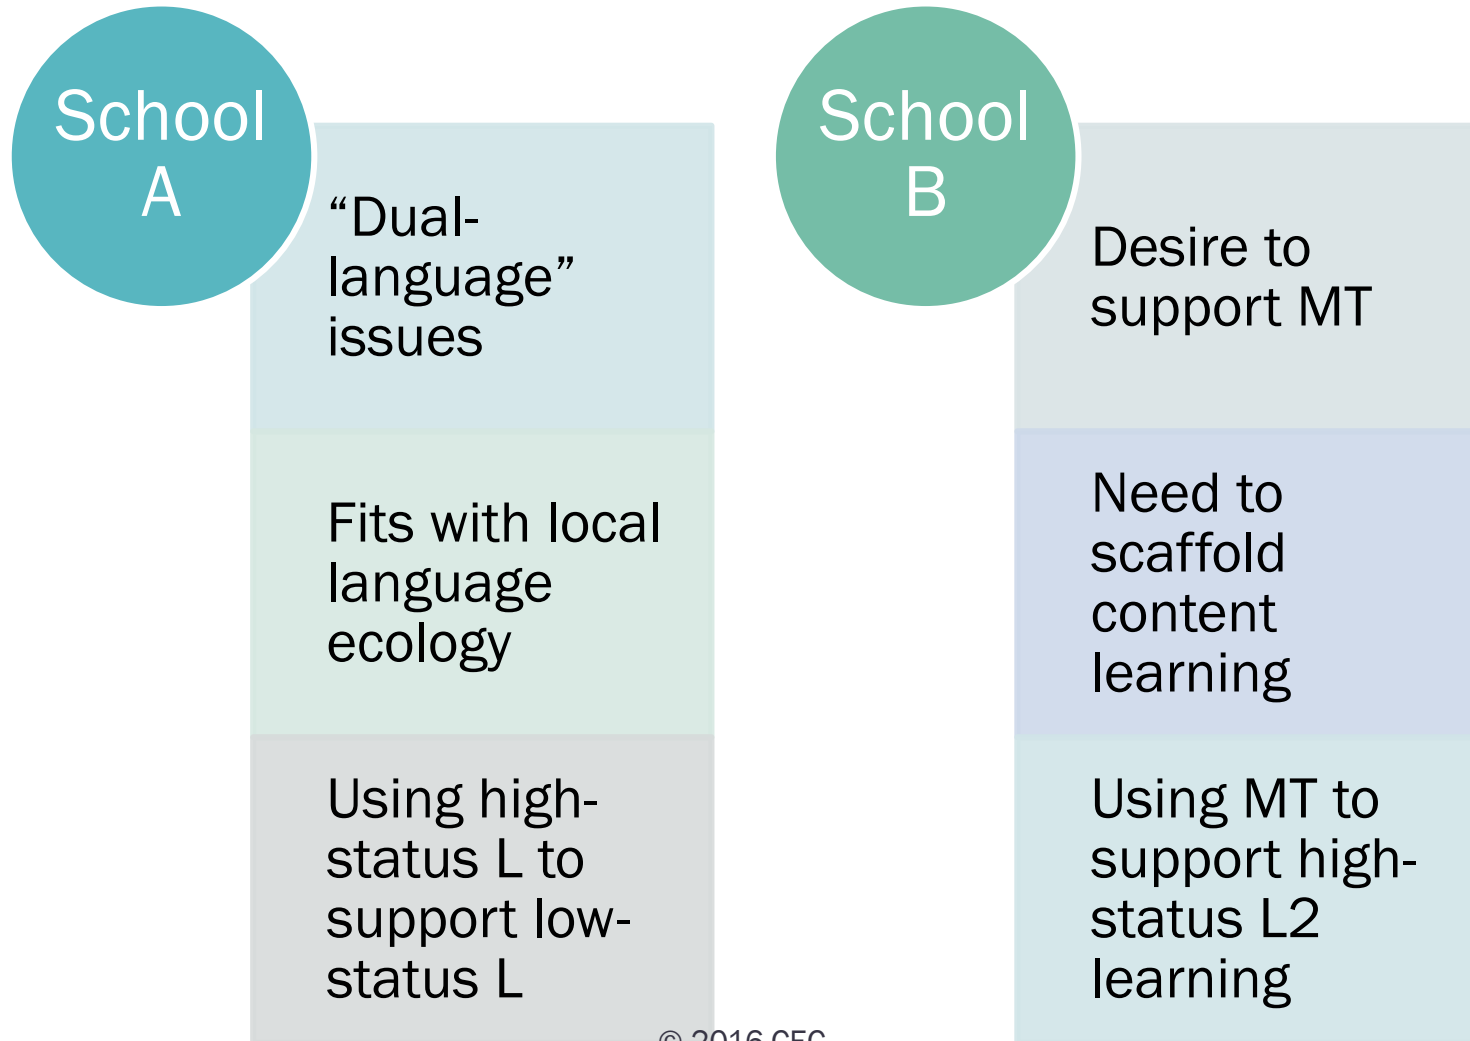 School
A
“Dual-
language”
issues
Fits with local
language
ecology
Using high-
status L to
support low-
status L
School
B
Desire to
support MT
Need to
scaffold
content
learning
Using MT to
support high-
status L2
learning
© 2016